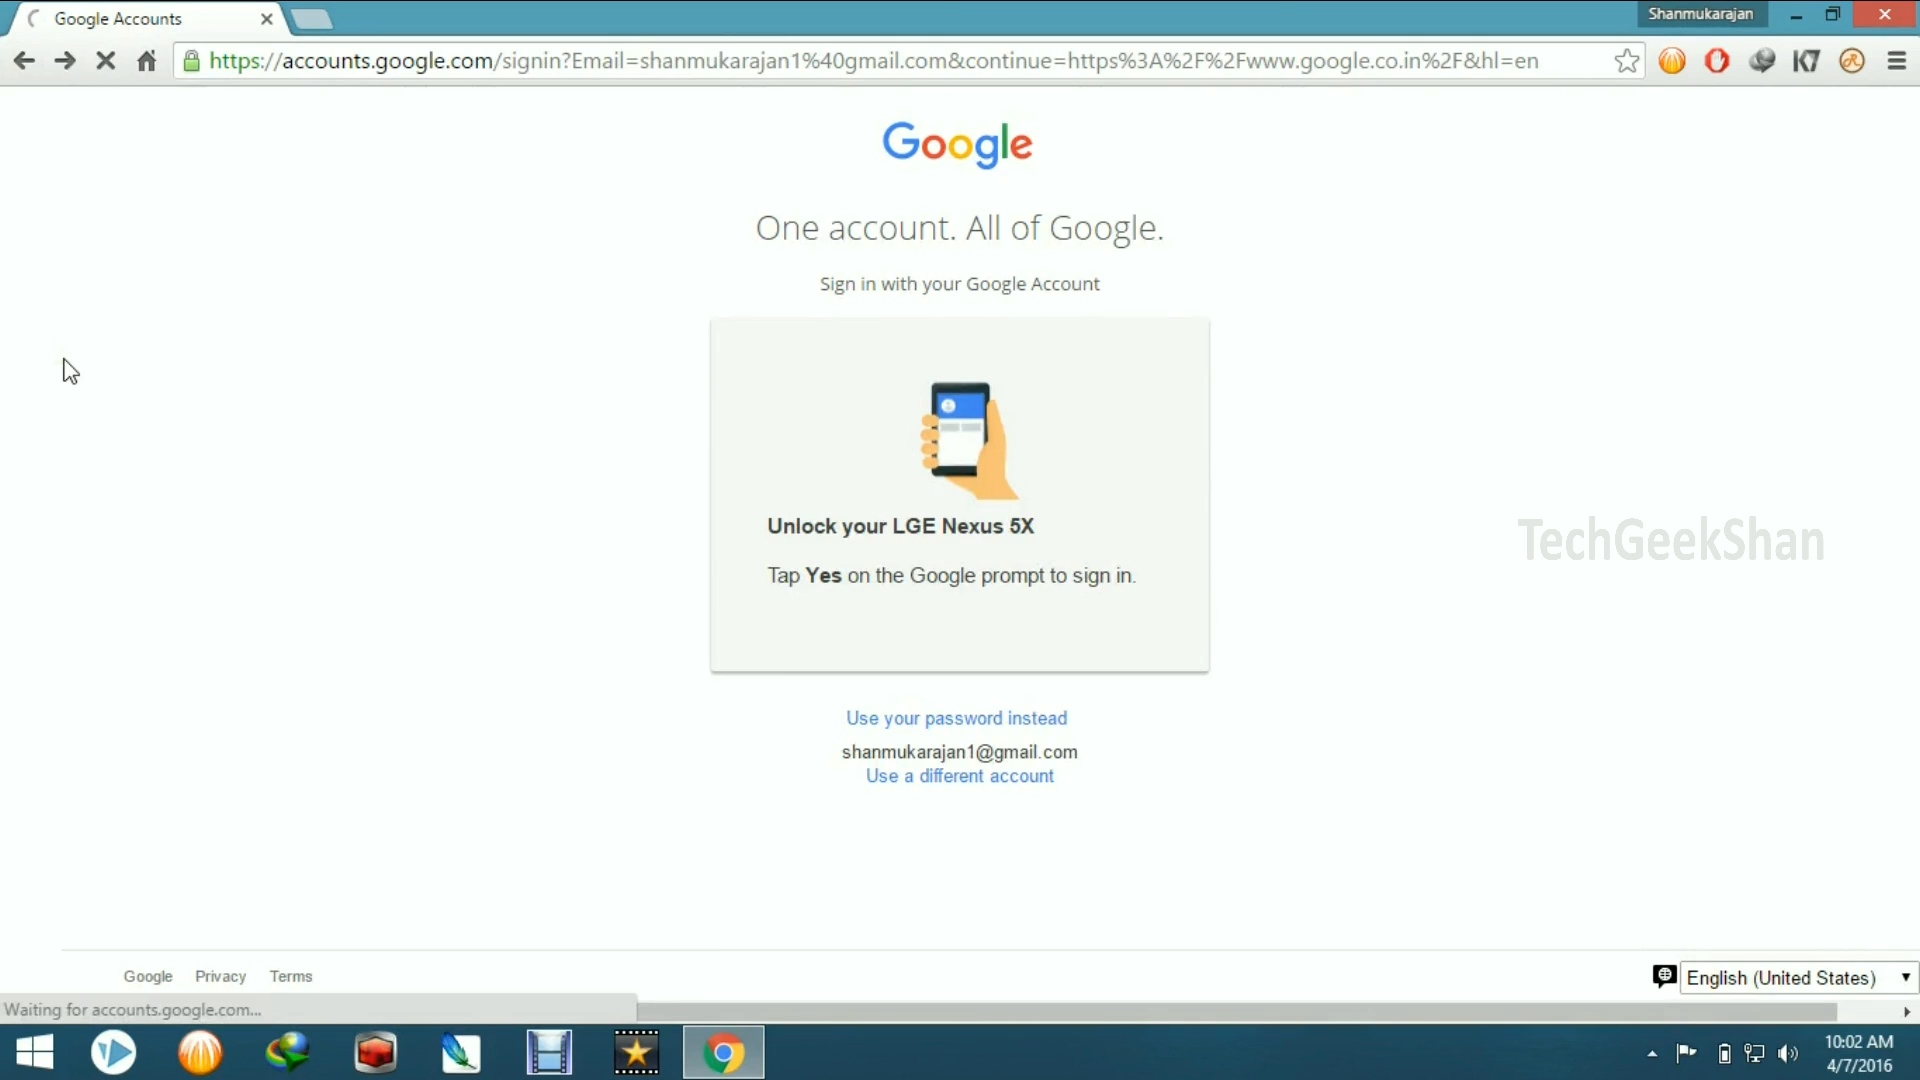 Google Accounts
Shanmukarajan
https://accounts.google.com/signin?Email=shanmukarajan1%40gmail.com&continue=https%3A%2F%2Fwww.google.co.in%2F&hl=en
K7
Google
One account. All of Google.
Sign in with your Google Account
Unlock your LGE Nexus 5X
TechGeekShan
Tap Yes on the Google prompt to sign in.
Use your password instead
shanmukarajan1@gmail.com
Use a different account
Google Privacy Terms
English (United States)
Waiting for accounts.google.com...
10:02 AM
4/7/2016